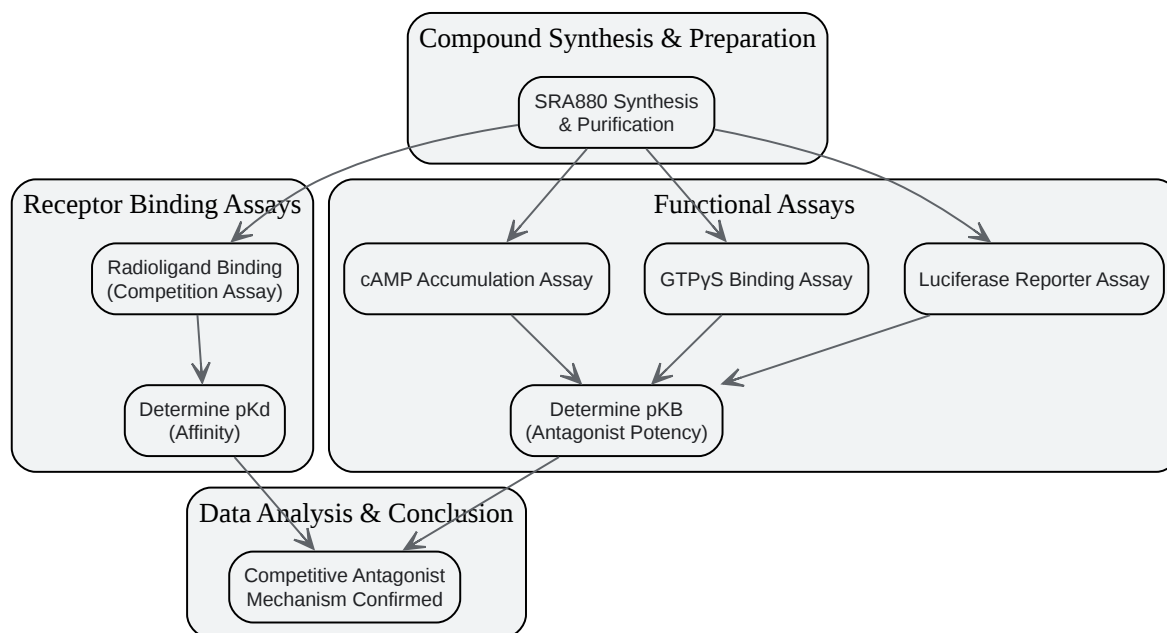 Compound Synthesis & Preparation
SRA880 Synthesis
& Purification
Receptor Binding Assays
Radioligand Binding
(Competition Assay)
Determine pKd
(Affinity)
Functional Assays
cAMP Accumulation Assay
GTPγS Binding Assay
Luciferase Reporter Assay
Determine pKB
(Antagonist Potency)
Data Analysis & Conclusion
Competitive Antagonist
Mechanism Confirmed